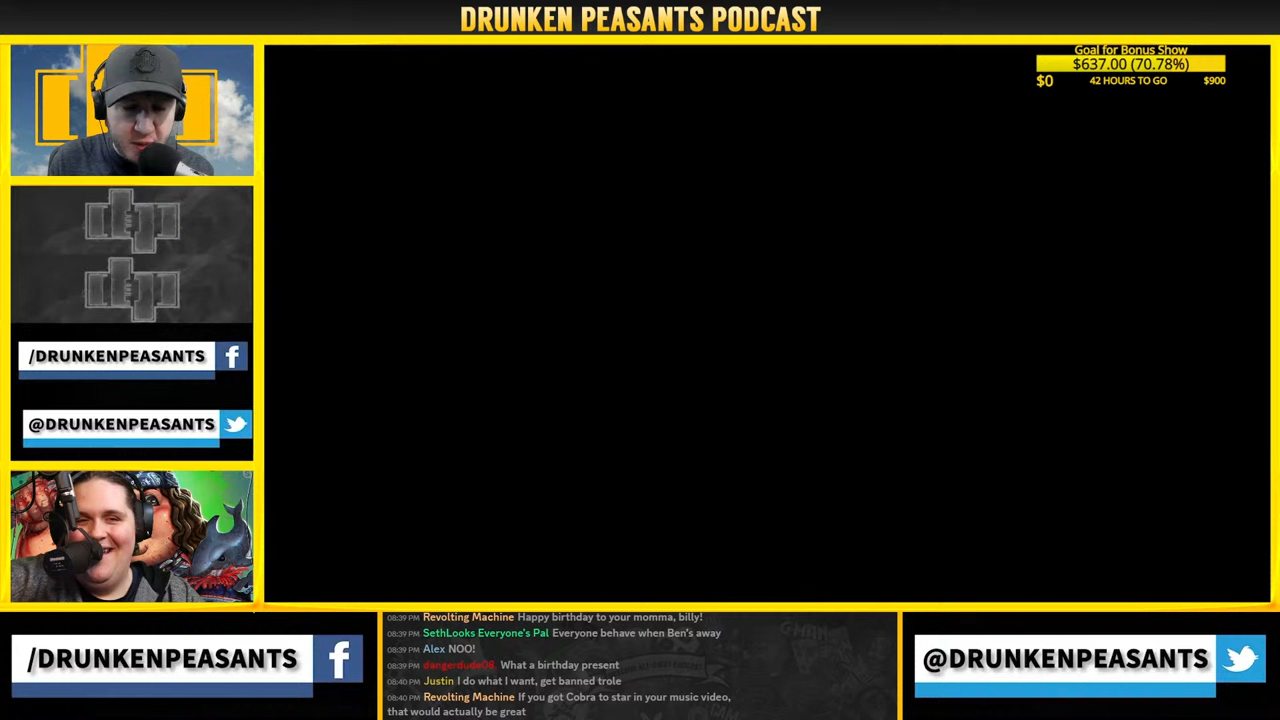 DRUNKEN PEASANTS PODCAST
Goal for Bonus Show
$637.00 (70.78%)
$0 42 HOURS TO GO $900
/DRUNKENPEASANTS f
@DRUNKENPEASANTS
08:39 PM Revolting Machine Happy birthday to your momma, billy!
08:39 PM SethLooks Everyone's Pal Everyone behave when Ben's away
08:39 PM Alex NOO!
08:39 PM dangerdude08. What a birthday present
08:40 PM Justin I do what I want, get banned trole
08:40 PM Revolting Machine If you got Cobra to star in your music video,
that would actually be great
/DRUNKENPEASANTS f
@DRUNKENPEASANTS